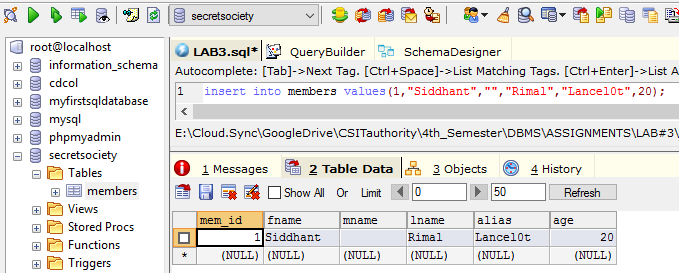 secretsociety
root@localhost
information_schema
cdcol
myfirstsqldatabase
mysql
phpmyadmin
secretsociety
Tables
members
Views
Stored Procs
Functions
Triggers
LAB3.sql* QueryBuilder SchemaDesigner
Autocomplete: [Tab]->Next Tag. [Ctrl+Space]->List Matching Tags. [Ctrl+Enter]->List A
1 insert into members values(1,"Siddhant","","Rimal","Lancel0t",20);
E:\Cloud.Sync\GoogleDrive\CSITauthority\4th_Semester\DBMS\ASSIGNMENTS\LAB#3\
1 Messages 2 Table Data 3 Objects 4 History
Show All Or Limit 0 50 Refresh
mem_id fname mname lname alias age
1 Siddhant Rimal Lancel0t 20
* (NULL) (NULL) (NULL) (NULL) (NULL) (NULL)